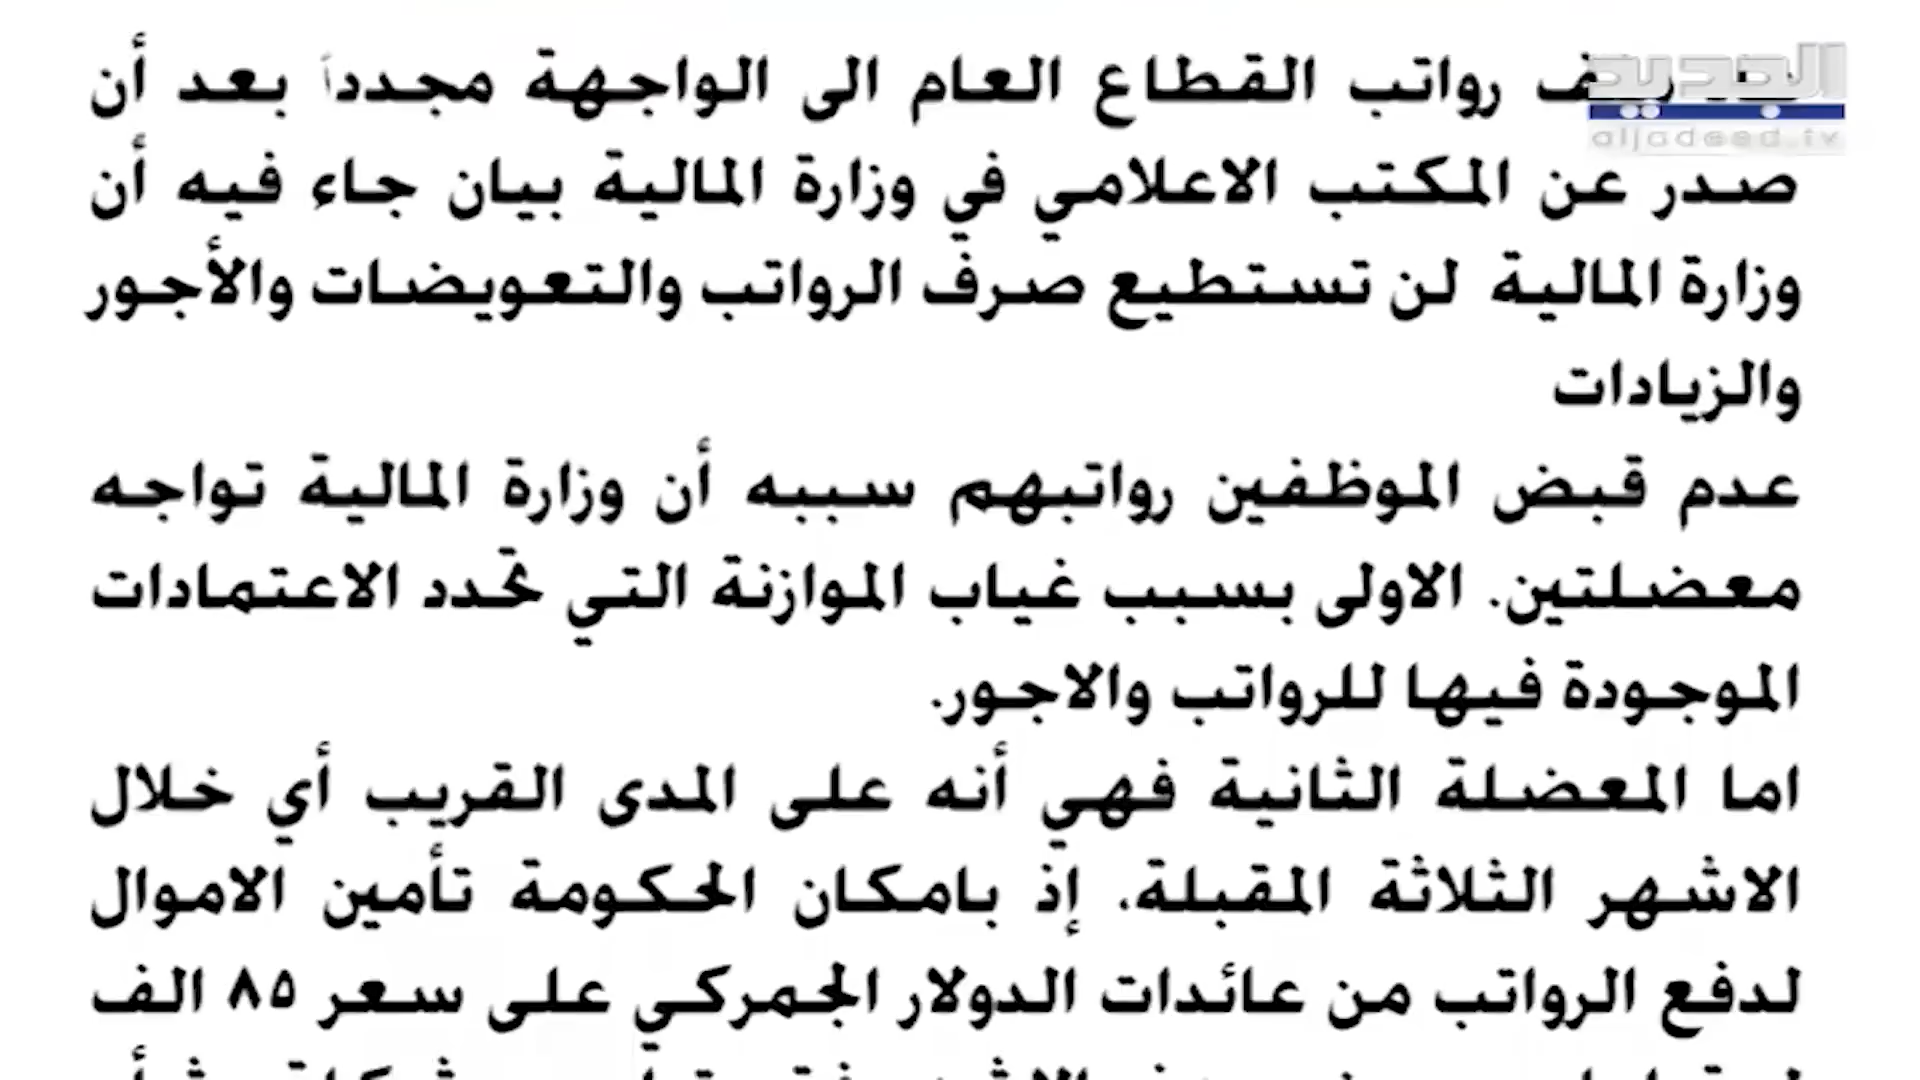 الجديد
aljadeed.tv
رواتب القطاع العام الى الواجهة مجدداً بعد أن
صدر عن المكتب الاعلامي في وزارة المالية بيان جاء فيه أن
وزارة المالية لن تستطيع صرف الرواتب والتعويضات والأجور
والزيادات
عدم قبض الموظفين رواتبهم سببه أن وزارة المالية تواجه
معضلتين. الاولى بسبب غياب الموازنة التي تحدد الاعتمادات
الموجودة فيها للرواتب والاجور.
اما المعضلة الثانية فهي أنه على المدى القريب أي خلال
الاشهر الثلاثة المقبلة، إذ بامكان الحكومة تأمين الاموال
لدفع الرواتب من عائدات الدولار الجمركي على سعر ٨٥ الف